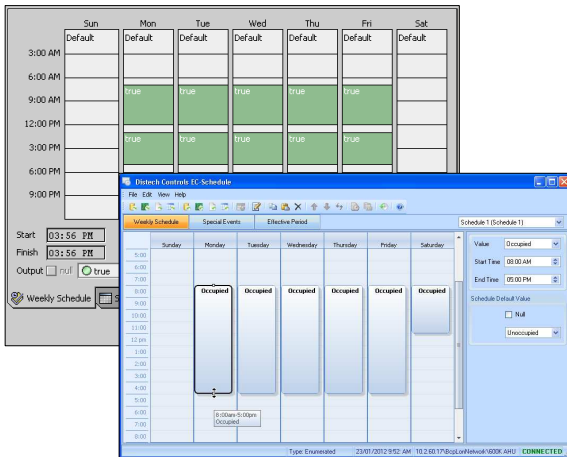 Sun Mon Tue Wed Thu Fri Sat
Default Default Default Default Default Default Default
3:00 AM
6:00 AM
9:00 AM true true true true true
12:00 PM
3:00 PM true true true true true
6:00 PM
9:00 PM
Start 03:56 PM
Finish 03:56 PM
Output null true
Weekly Schedule S
Distech Controls EC-Schedule
File Edit View Help
Weekly Schedule Special Events Effective Period Schedule 1 (Schedule 1)
Sunday Monday Tuesday Wednesday Thursday Friday Saturday
5:00
6:00
7:00
8:00 Occupied Occupied Occupied Occupied Occupied Occupied
9:00
10:00
11:00
12 pm
1:00
2:00
3:00
4:00
5:00
6:00
7:00
8:00
8:00am-5:00pm
Occupied
Value Occupied
Start Time 08:00 AM
End Time 05:00 PM
Schedule Default Value
Null
Unoccupied
Type: Enumerated 23/01/2012 9:52 AM 10.2.60.17\BcpLonNetwork\600K AHU CONNECTED